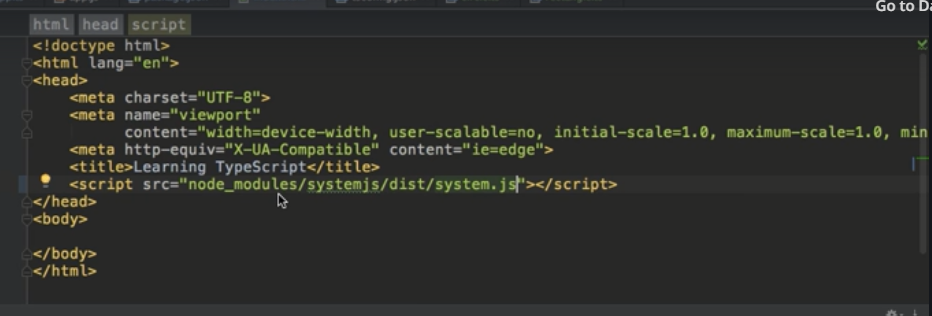 Go to Da
html head script
<!doctype html>
<html lang="en">
<head>
<meta charset="UTF-8">
<meta name="viewport"
content="width=device-width, user-scalable=no, initial-scale=1.0, maximum-scale=1.0, min
<meta http-equiv="X-UA-Compatible" content="ie=edge">
<title>Learning TypeScript</title>
<script src="node_modules/systemjs/dist/system.js"></script>
</head>
<body>
</body>
</html>